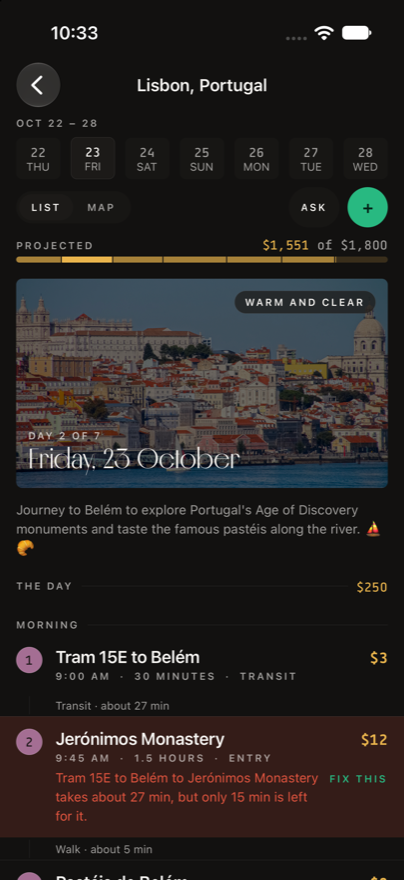 10:33
Lisbon, Portugal
OCT 22 – 28
22 23 24 25 26 27 28
THU FRI SAT SUN MON TUE WED
LIST MAP ASK +
PROJECTED $1,551 of $1,800
WARM AND CLEAR
DAY 2 OF 7
Friday, 23 October
Journey to Belém to explore Portugal's Age of Discovery
monuments and taste the famous pastéis along the river. ⛵
🥐
THE DAY $250
MORNING
1 Tram 15E to Belém $3
9:00 AM · 30 MINUTES · TRANSIT
Transit · about 27 min
2 Jerónimos Monastery $12
9:45 AM · 1.5 HOURS · ENTRY
Tram 15E to Belém to Jerónimos Monastery FIX THIS
takes about 27 min, but only 15 min is left
for it.
Walk · about 5 min
Pastéis de Belém